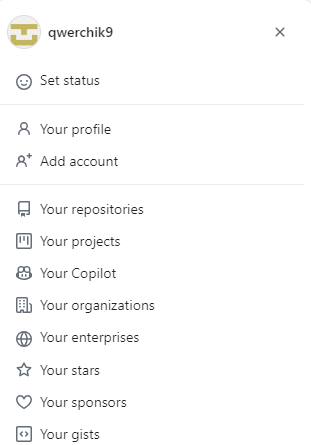 qwerchik9
Set status
Your profile
Add account
Your repositories
Your projects
Your Copilot
Your organizations
Your enterprises
Your stars
Your sponsors
Your gists